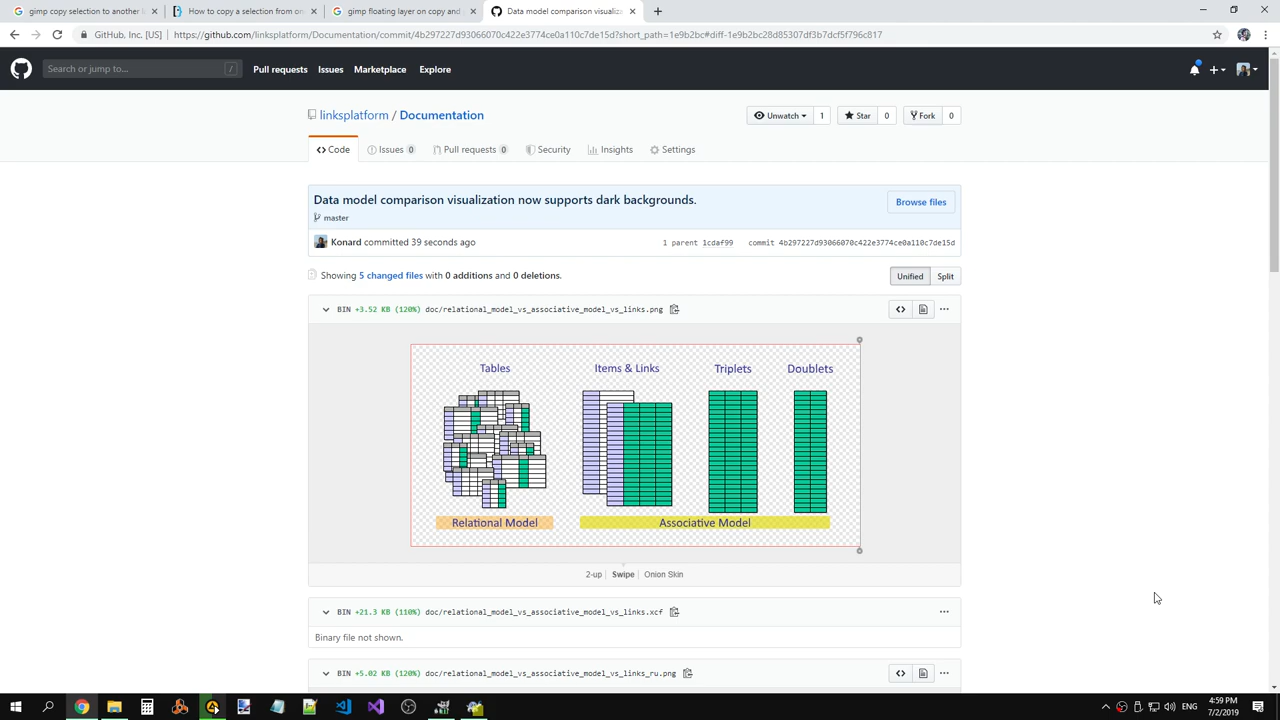 gimp copy selection to another l
How to copy a selection from on
gimp floating layer on copy and
Data model comparison visualiz
GitHub, Inc. [US] | https://github.com/linksplatform/Documentation/commit/4b297227d93066070c422e3774ce0a110c7de15d?short_path=1e9b2bc#diff-1e9b2bc28d85307df3b7dcf5f796c817
Search or jump to... /
Pull requests Issues Marketplace Explore
linksplatform / Documentation
Unwatch 1 Star 0 Fork 0
Code Issues 0 Pull requests 0 Security Insights Settings
Data model comparison visualization now supports dark backgrounds.
Browse files
master
Konard committed 39 seconds ago
1 parent 1cdaf99 commit 4b297227d93066070c422e3774ce0a110c7de15d
Showing 5 changed files with 0 additions and 0 deletions.
Unified Split
BIN +3.52 KB (120%) doc/relational_model_vs_associative_model_vs_links.png
Tables Items & Links Triplets Doublets
Relational Model Associative Model
2-up Swipe Onion Skin
BIN +21.3 KB (110%) doc/relational_model_vs_associative_model_vs_links.xcf
Binary file not shown.
BIN +5.02 KB (120%) doc/relational_model_vs_associative_model_vs_links_ru.png
ENG
4:59 PM
7/2/2019